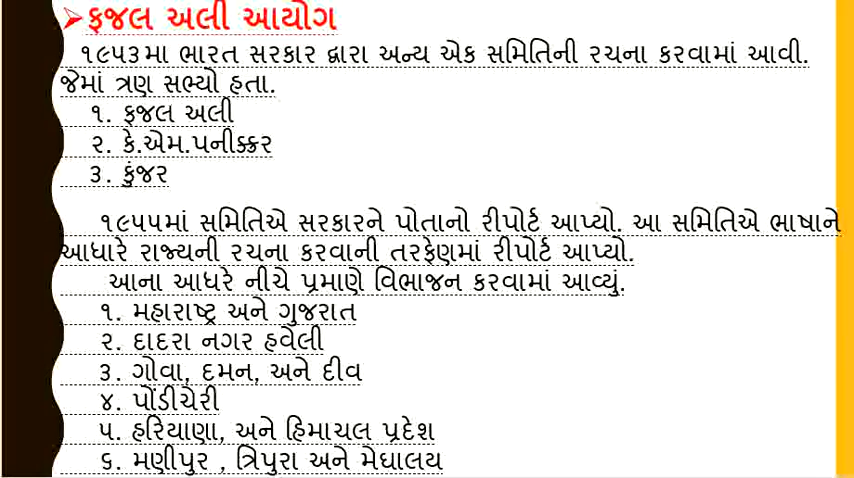 ➢ફજલ અલી આયોગ
૧૯૫૩મા ભારત સરકાર દ્વારા અન્ય એક સમિતિની રચના કરવામાં આવી.
જેમાં ત્રણ સભ્યો હતા.
૧. ફજલ અલી
૨. કે.એમ.પનીક્કર
૩. કુંજર
૧૯૫૫માં સમિતિએ સરકારને પોતાનો રીપોર્ટ આપ્યો. આ સમિતિએ ભાષાને
આધારે રાજ્યની રચના કરવાની તરફેણમાં રીપોર્ટ આપ્યો.
આના આધરે નીચે પ્રમાણે વિભાજન કરવામાં આવ્યું.
૧. મહારાષ્ટ્ર અને ગુજરાત
૨. દાદરા નગર હવેલી
૩. ગોવા, દમન, અને દીવ
૪. પોંડીચેરી
૫. હરિયાણા, અને હિમાચલ પ્રદેશ
૬. મણીપુર , ત્રિપુરા અને મેઘાલય